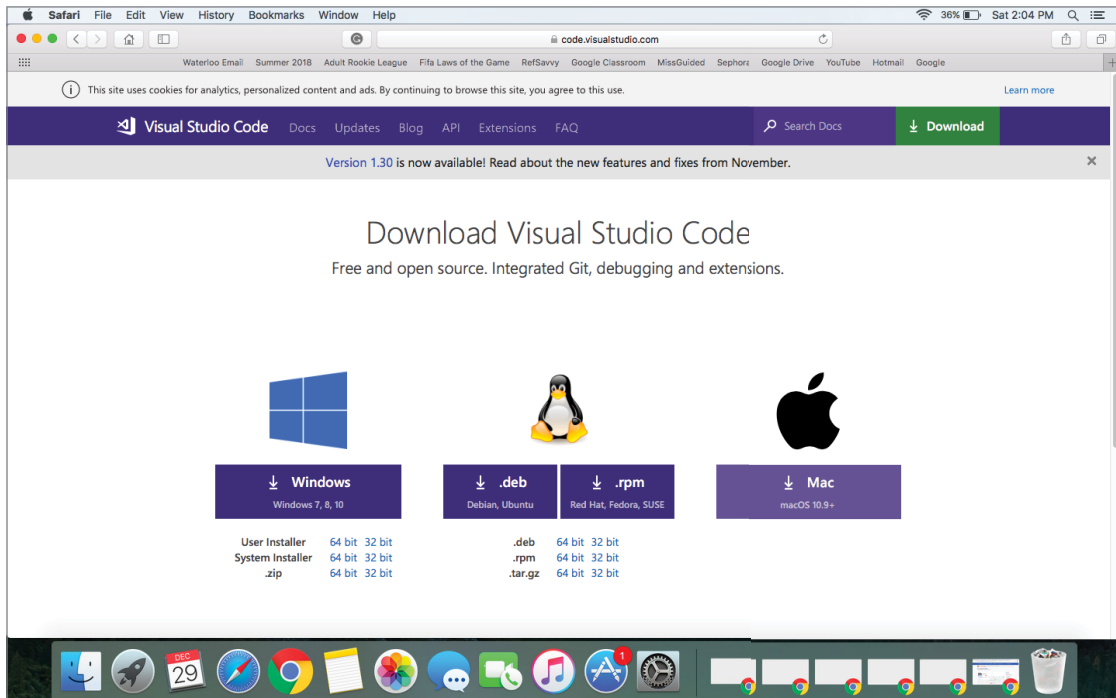 Safari File Edit View History Bookmarks Window Help 36% Sat 2:04 PM
code.visualstudio.com
Waterloo Email Summer 2018 Adult Rookie League Fifa Laws of the Game RefSavvy Google Classroom MissGuided Sephora Google Drive YouTube Hotmail Google
This site uses cookies for analytics, personalized content and ads. By continuing to browse this site, you agree to this use. Learn more
Visual Studio Code Docs Updates Blog API Extensions FAQ Search Docs Download
Version 1.30 is now available! Read about the new features and fixes from November.
Download Visual Studio Code
Free and open source. Integrated Git, debugging and extensions.
Windows .deb .rpm Mac
Windows 7, 8, 10 Debian, Ubuntu Red Hat, Fedora, SUSE macOS 10.9+
User Installer 64 bit 32 bit .deb 64 bit 32 bit
System Installer 64 bit 32 bit .rpm 64 bit 32 bit
.zip 64 bit 32 bit .tar.gz 64 bit 32 bit
DEC
29
1